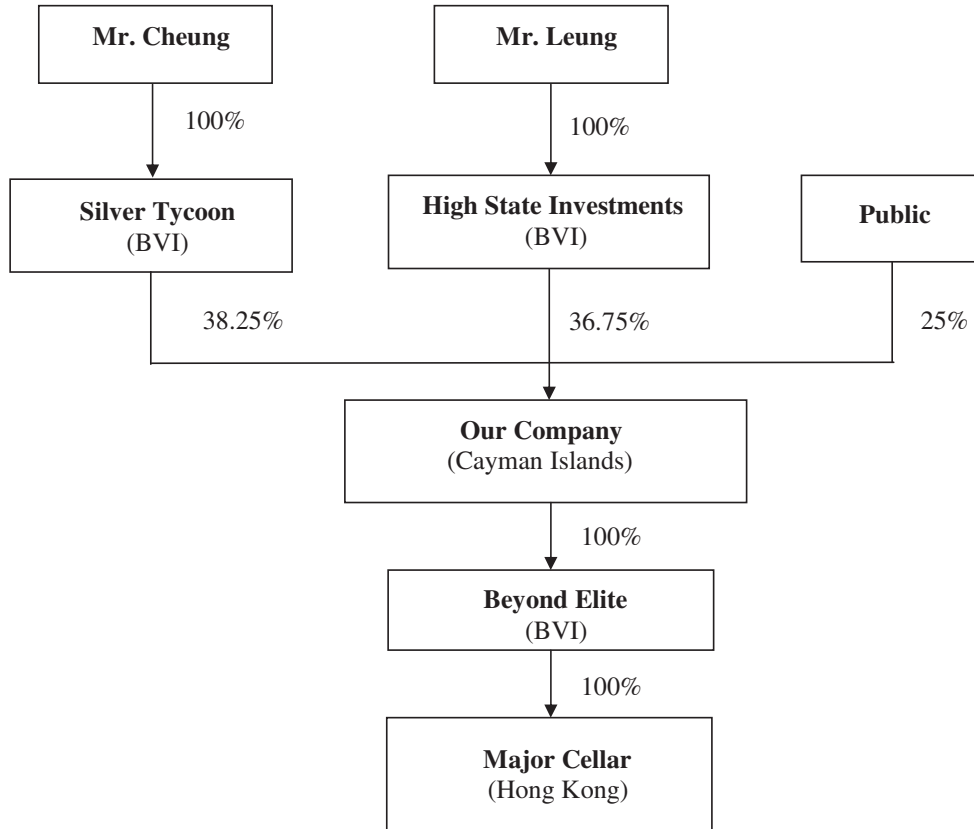 Mr. Cheung
Mr. Leung
100%
100%
Silver Tycoon
(BVI)
High State Investments
(BVI)
Public
38.25%
36.75%
25%
Our Company
(Cayman Islands)
100%
Beyond Elite
(BVI)
100%
Major Cellar
(Hong Kong)